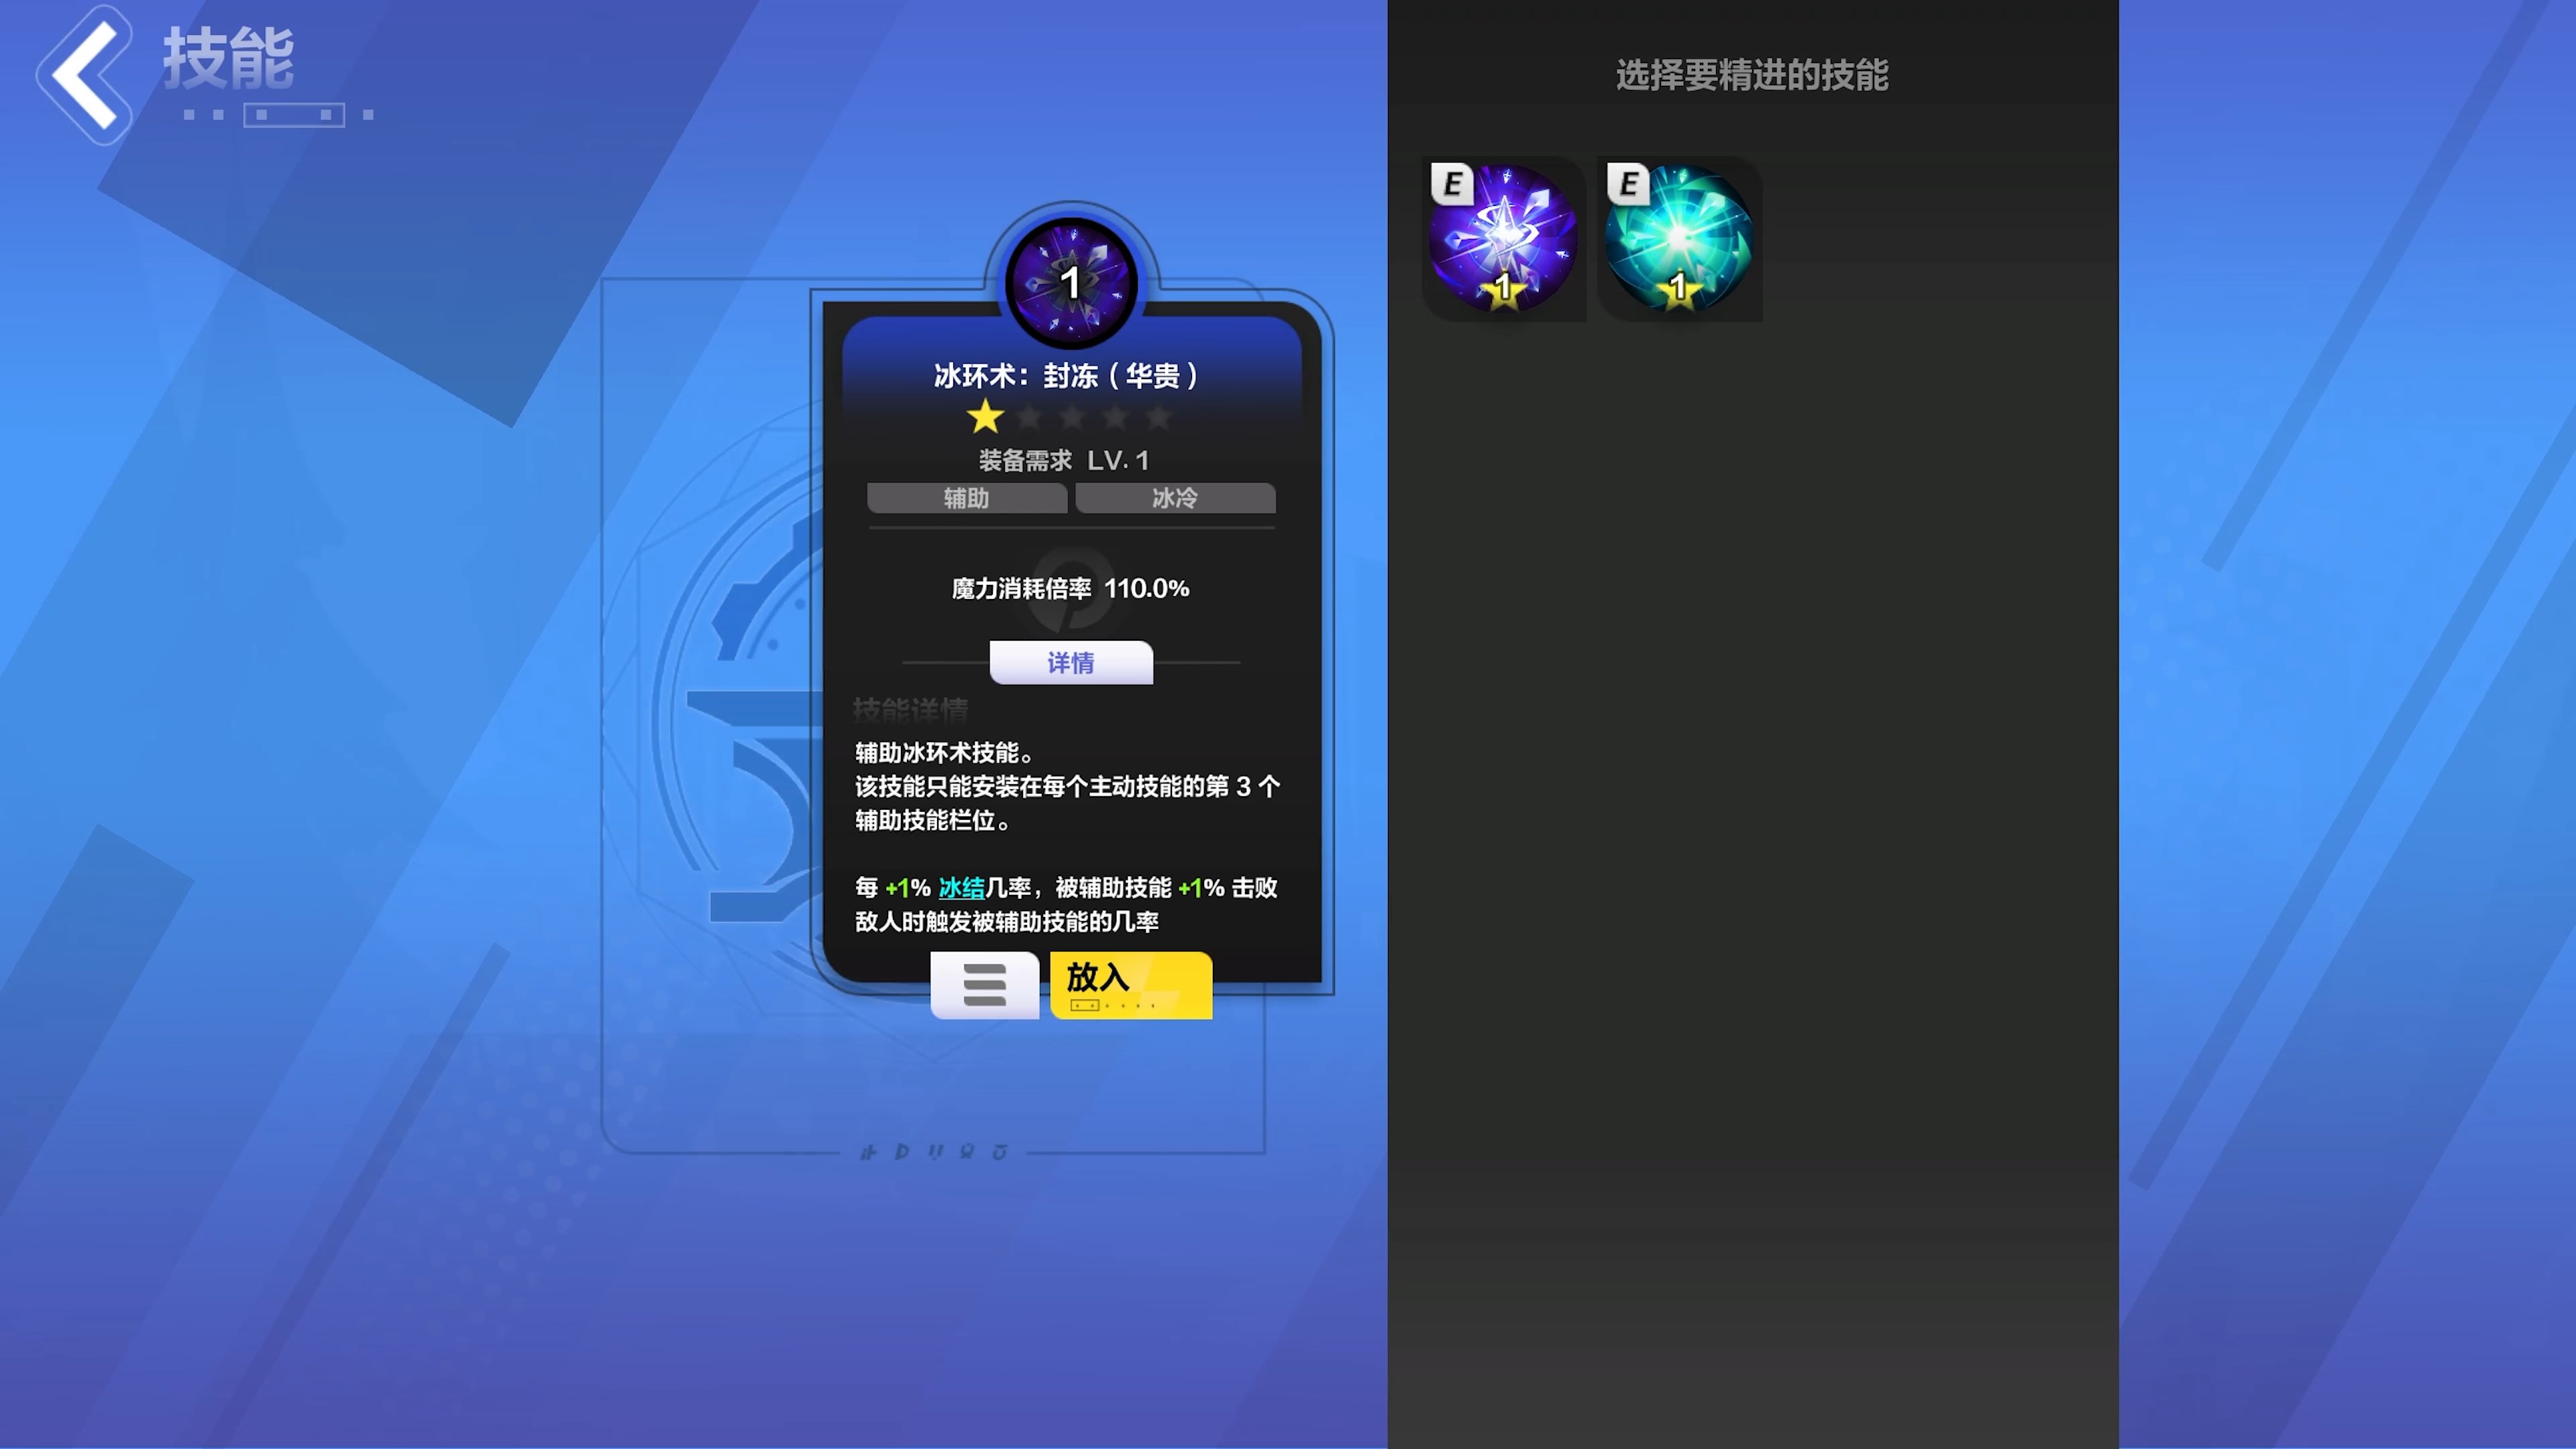 技能
选择要精进的技能
E
1
E
1
1
冰环术：封冻（华贵）
装备需求 LV. 1
辅助
冰冷
魔力消耗倍率 110.0%
详情
技能详情
辅助冰环术技能。
该技能只能安装在每个主动技能的第 3 个
辅助技能栏位。
每 +1% 冰结几率，被辅助技能 +1% 击败
敌人时触发被辅助技能的几率
放入